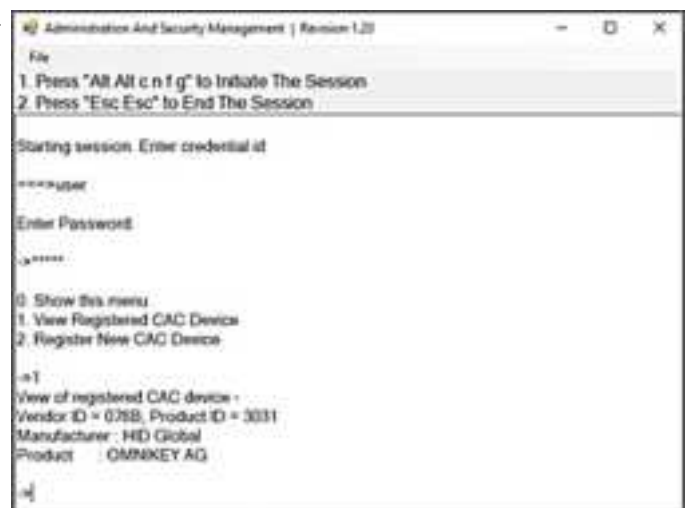 Administration And Security Management | Revision 1.20
File
1. Press "Alt Alt c n f g" to Initiate The Session
2. Press "Esc Esc" to End The Session
Starting session. Enter credential id
===>user
Enter Password:
->*****
0. Show this menu
1. View Registered CAC Device
2. Register New CAC Device
->1
View of registered CAC device -
Vendor ID = 076B, Product ID = 3031
Manufacturer : HID Global
Product : OMNIKEY AG
->